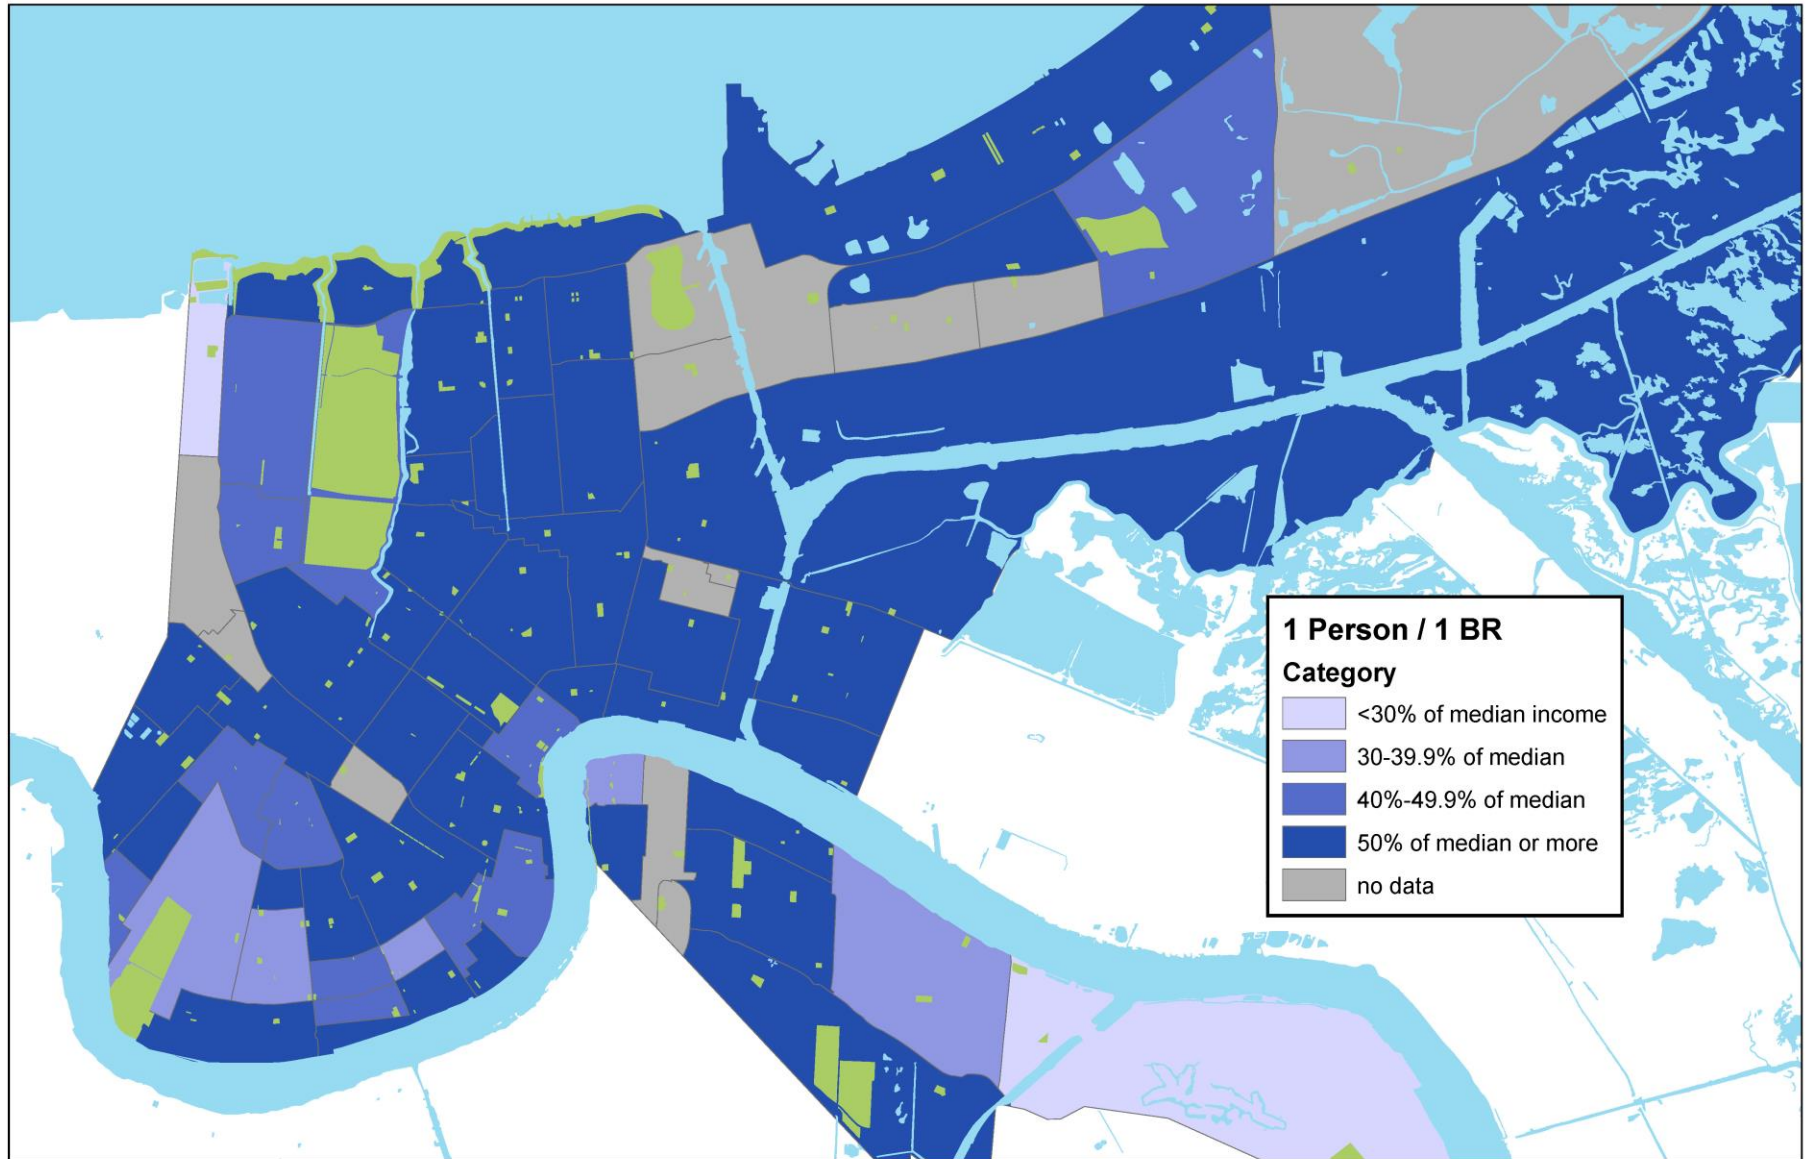 1 Person / 1 BR
Category
<30% of median income
30-39.9% of median
40%-49.9% of median
50% of median or more
no data